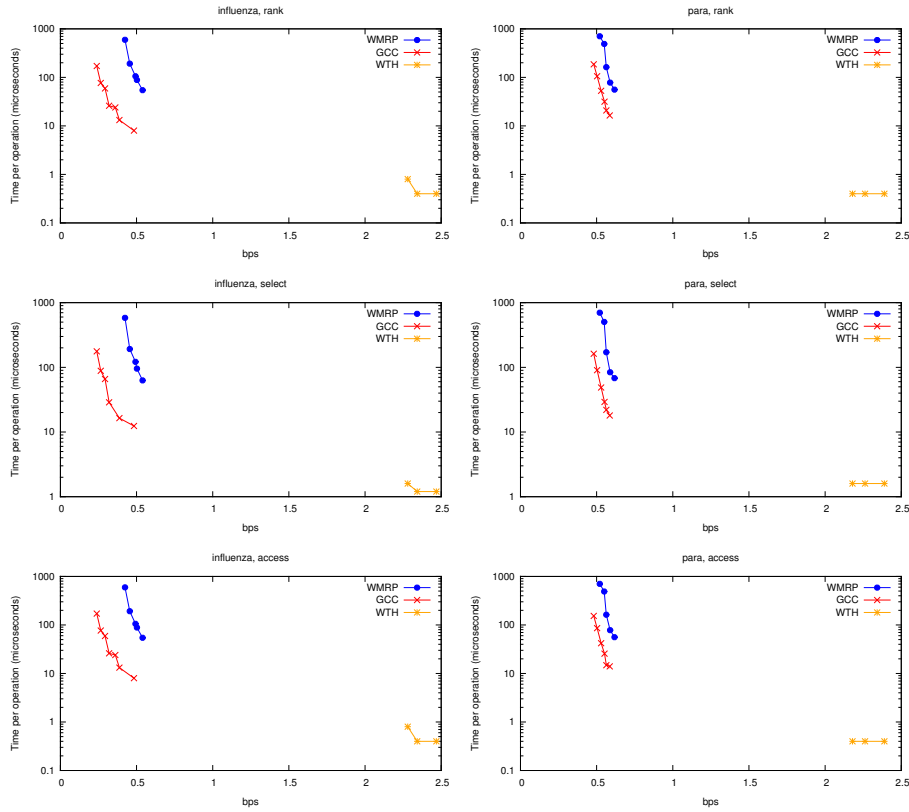 influenza, rank
1000
100
10
1
0.1
0 0.5 1 1.5 2 2.5
Time per operation (microseconds)
bps
WMRP
GCC
WTH
para, rank
1000
100
10
1
0.1
0 0.5 1 1.5 2 2.5
Time per operation (microseconds)
bps
WMRP
GCC
WTH
influenza, select
1000
100
10
1
0 0.5 1 1.5 2 2.5
Time per operation (microseconds)
bps
WMRP
GCC
WTH
para, select
1000
100
10
1
0 0.5 1 1.5 2 2.5
Time per operation (microseconds)
bps
WMRP
GCC
WTH
influenza, access
1000
100
10
1
0.1
0 0.5 1 1.5 2 2.5
Time per operation (microseconds)
bps
WMRP
GCC
WTH
para, access
1000
100
10
1
0.1
0 0.5 1 1.5 2 2.5
Time per operation (microseconds)
bps
WMRP
GCC
WTH